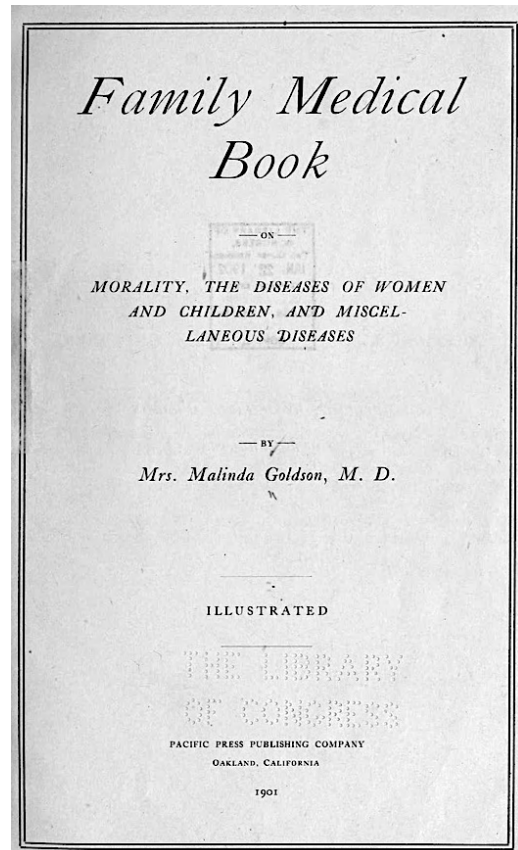 Family Medical
Book
— ON —
MORALITY, THE DISEASES OF WOMEN
AND CHILDREN, AND MISCEL-
LANEOUS DISEASES
— BY —
Mrs. Malinda Goldson, M. D.
ILLUSTRATED
THE LIBRARY
OF CONGRESS
PACIFIC PRESS PUBLISHING COMPANY
OAKLAND, CALIFORNIA
1901